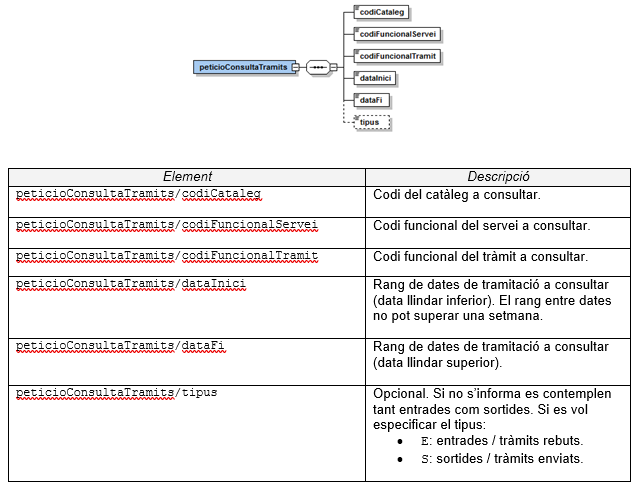 codiCataleg
codiFuncionalServei
codiFuncionalTramit
peticioConsultaTramits
dataInici
dataFi
tipus
Element Descripció
peticioConsultaTramits/codiCataleg Codi del catàleg a consultar.
peticioConsultaTramits/codiFuncionalServei Codi funcional del servei a consultar.
peticioConsultaTramits/codiFuncionalTramit Codi funcional del tràmit a consultar.
peticioConsultaTramits/dataInici Rang de dates de tramitació a consultar
(data llindar inferior). El rang entre dates
no pot superar una setmana.
peticioConsultaTramits/dataFi Rang de dates de tramitació a consultar
(data llindar superior).
peticioConsultaTramits/tipus Opcional. Si no s’informa es contemplen
tant entrades com sortides. Si es vol
especificar el tipus:
• E: entrades / tràmits rebuts.
• S: sortides / tràmits enviats.